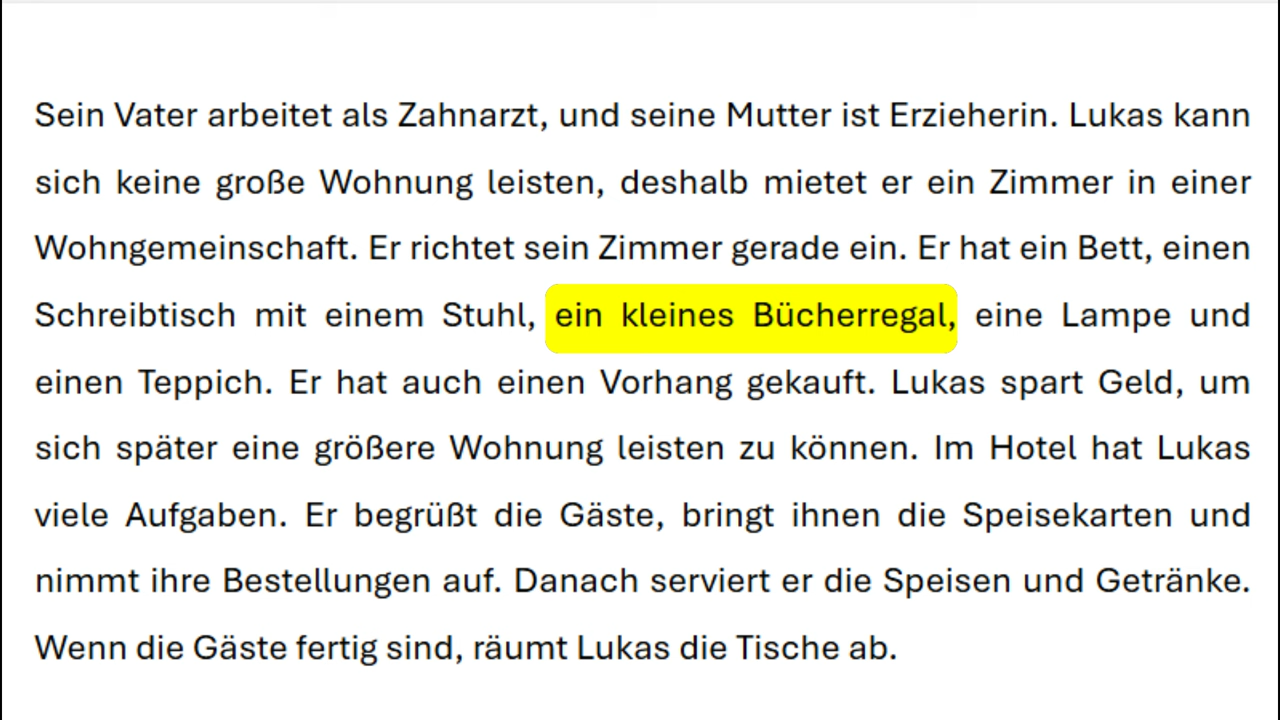 Sein Vater arbeitet als Zahnarzt, und seine Mutter ist Erzieherin. Lukas kann
sich keine große Wohnung leisten, deshalb mietet er ein Zimmer in einer
Wohngemeinschaft. Er richtet sein Zimmer gerade ein. Er hat ein Bett, einen
Schreibtisch mit einem Stuhl, ein kleines Bücherregal, eine Lampe und
einen Teppich. Er hat auch einen Vorhang gekauft. Lukas spart Geld, um
sich später eine größere Wohnung leisten zu können. Im Hotel hat Lukas
viele Aufgaben. Er begrüßt die Gäste, bringt ihnen die Speisekarten und
nimmt ihre Bestellungen auf. Danach serviert er die Speisen und Getränke.
Wenn die Gäste fertig sind, räumt Lukas die Tische ab.